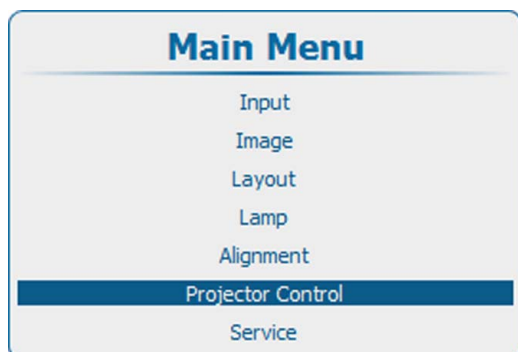 Main Menu
Input
Image
Layout
Lamp
Alignment
Projector Control
Service